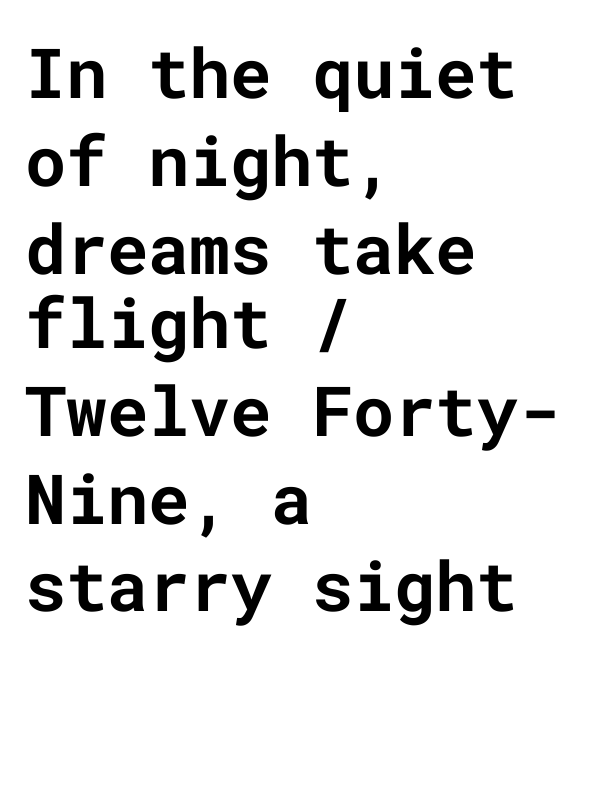 In the quiet
of night,
dreams take
flight /
Twelve Forty-
Nine, a
starry sight